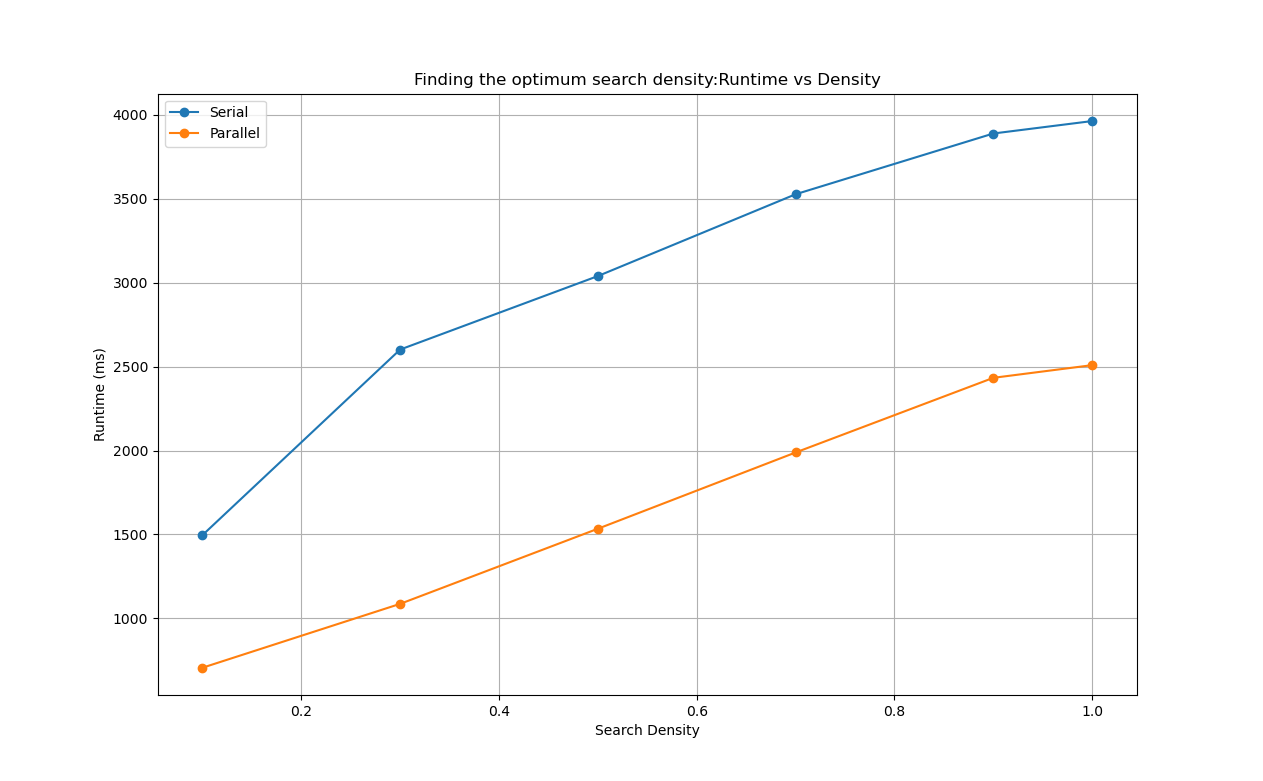 Finding the optimum search density:Runtime vs Density
Serial
Parallel
4000
3500
3000
2500
2000
1500
1000
Runtime (ms)
0.2 0.4 0.6 0.8 1.0
Search Density